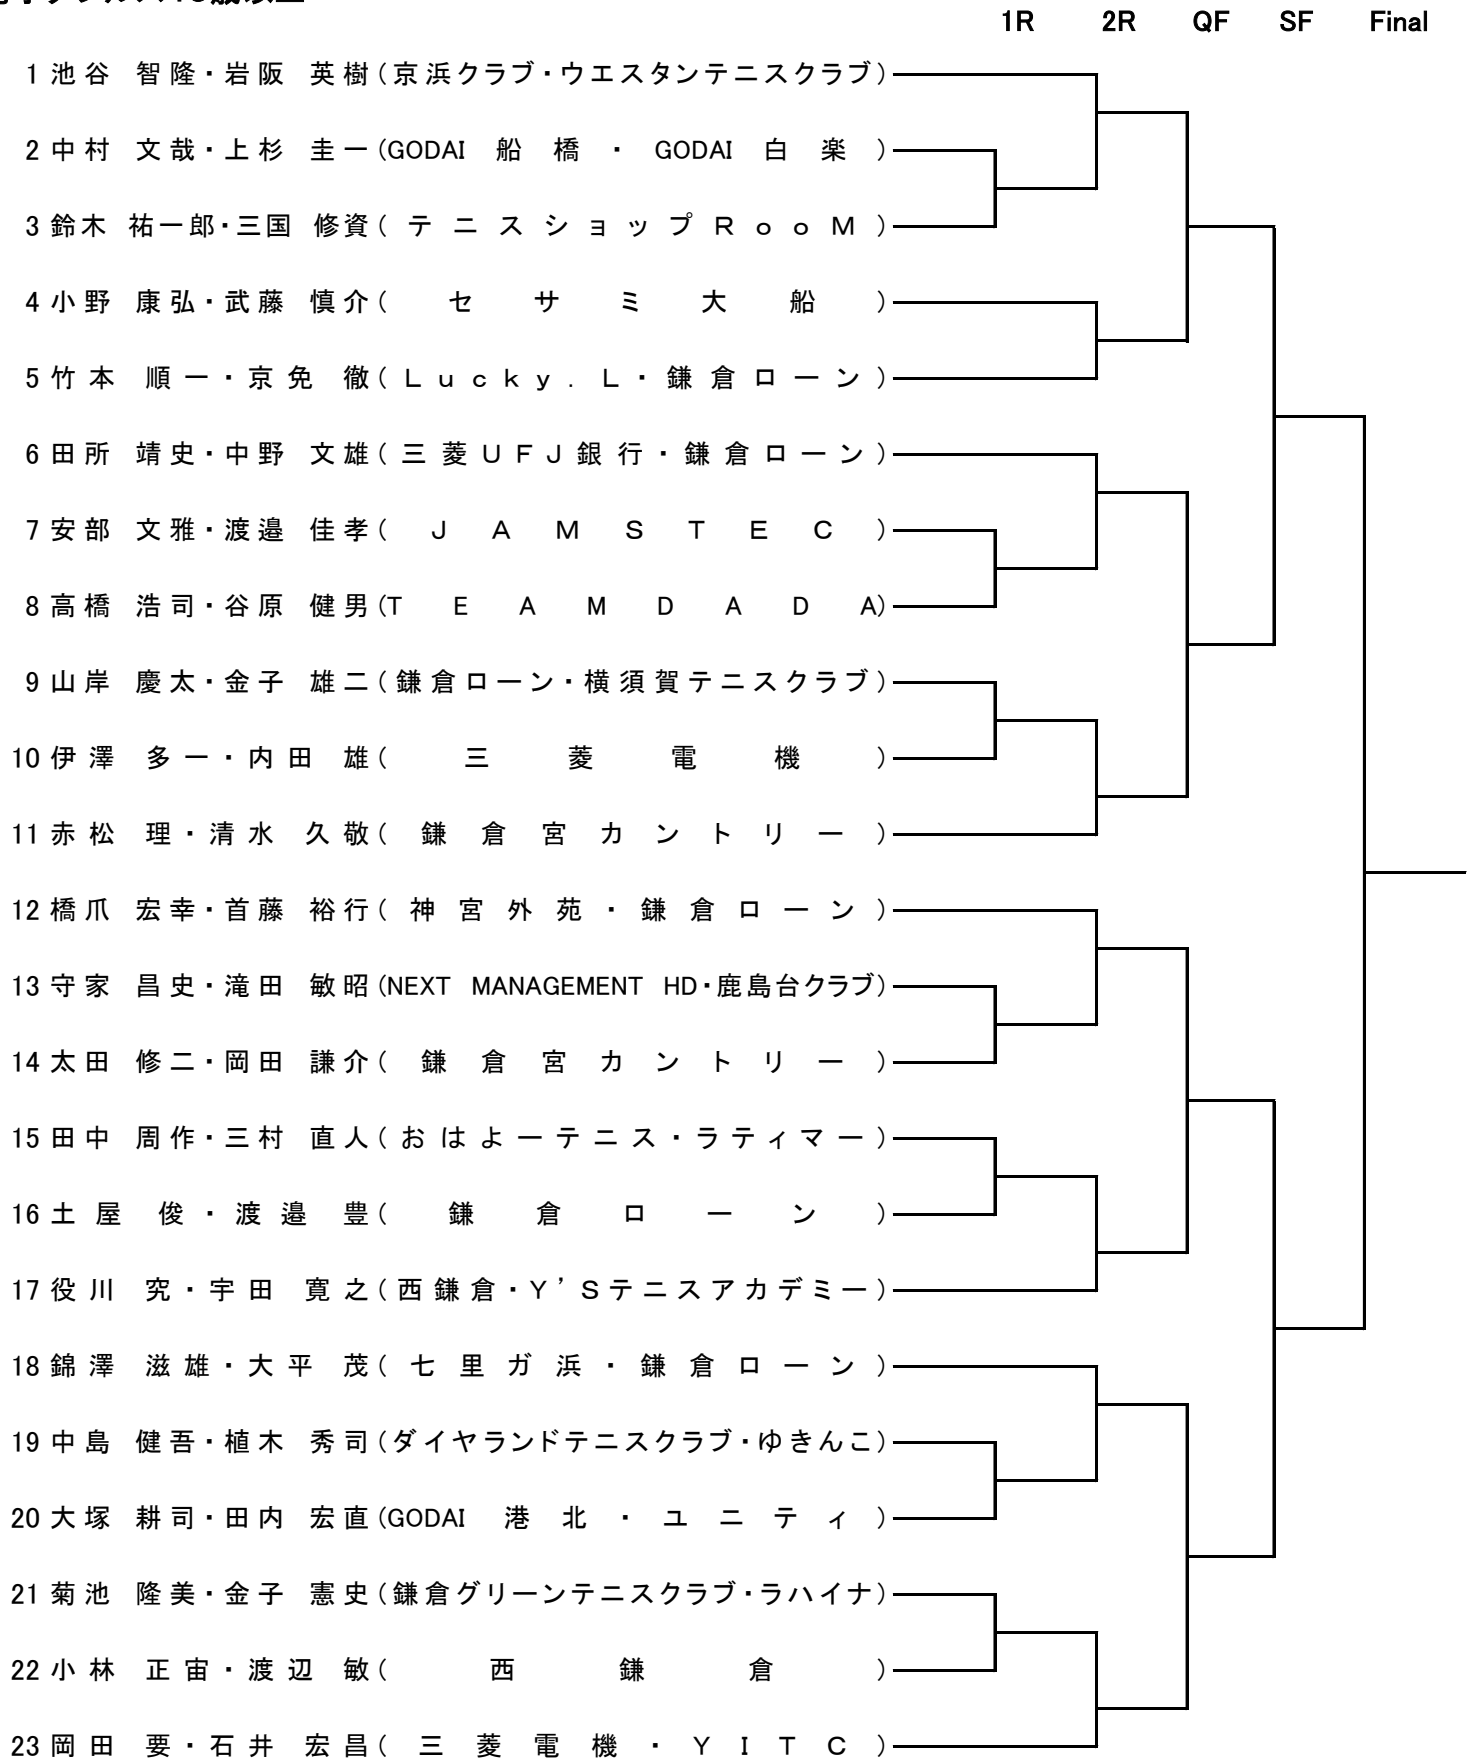 1R 2R QF SF Final
1 池谷 智隆・岩阪 英樹(京浜クラブ・ウエスタンテニスクラブ)
2 中村 文哉・上杉 圭一(GODAI 船橋・GODAI 白楽)
3 鈴木 祐一郎・三国 修資(テニスショップRooM)
4 小野 康弘・武藤 慎介(セサミ大船)
5 竹本 順一・京免 徹(Lucky.L・鎌倉ローン)
6 田所 靖史・中野 文雄(三菱UFJ銀行・鎌倉ローン)
7 安部 文雅・渡邉 佳孝(JAMSTEC)
8 高橋 浩司・谷原 健男(TEAMDADA)
9 山岸 慶太・金子 雄二(鎌倉ローン・横須賀テニスクラブ)
10 伊澤 多一・内田 雄(三菱電機)
11 赤松 理・清水 久敬(鎌倉宮カントリー)
12 橋爪 宏幸・首藤 裕行(神宮外苑・鎌倉ローン)
13 守家 昌史・滝田 敏昭(NEXT MANAGEMENT HD・鹿島台クラブ)
14 太田 修二・岡田 謙介(鎌倉宮カントリー)
15 田中 周作・三村 直人(おはよーテニス・ラティマー)
16 土屋 俊・渡邉 豊(鎌倉ローン)
17 役川 究・宇田 寛之(西鎌倉・Y'Sテニスアカデミー)
18 錦澤 滋雄・大平 茂(七里ガ浜・鎌倉ローン)
19 中島 健吾・植木 秀司(ダイヤランドテニスクラブ・ゆきんこ)
20 大塚 耕司・田内 宏直(GODAI 港北・ユニティ)
21 菊池 隆美・金子 憲史(鎌倉グリーンテニスクラブ・ラハイナ)
22 小林 正宙・渡辺 敏(西鎌倉)
23 岡田 要・石井 宏昌(三菱電機・YITC)